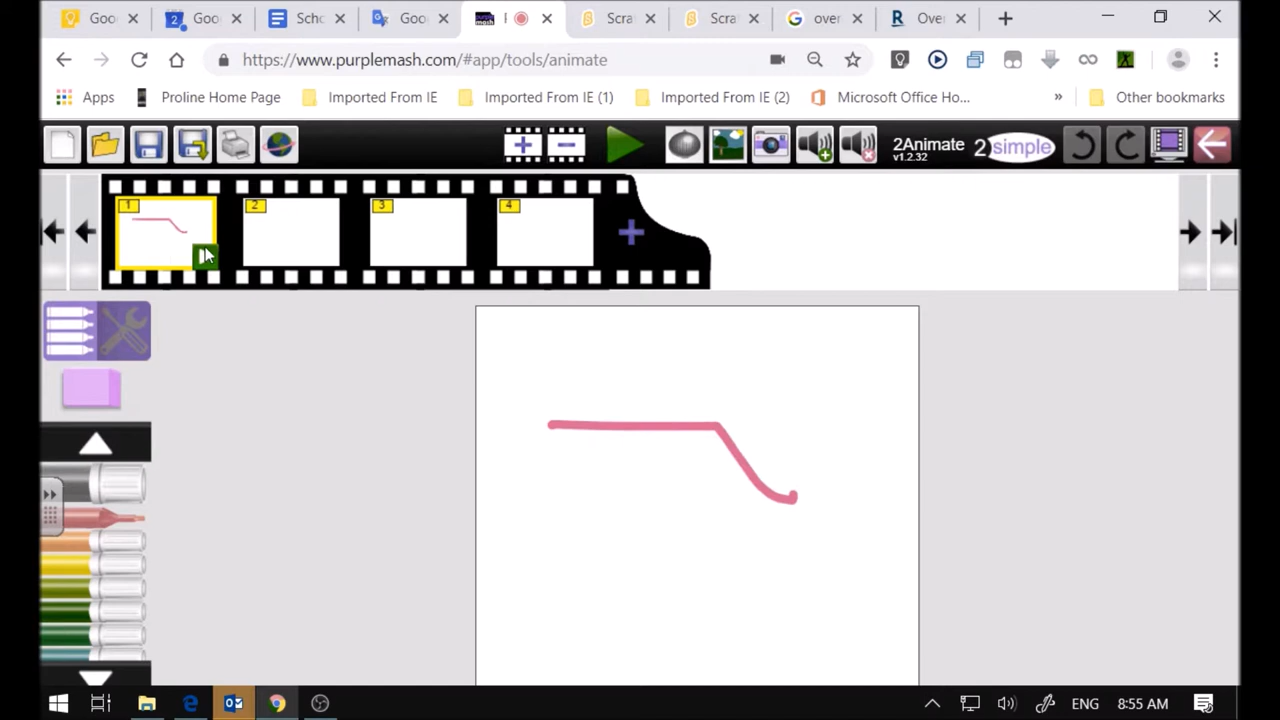 Goo
Goo
Scho
Goo
purple mash
Scra
Scra
over
Over
https://www.purplemash.com/#app/tools/animate
Apps
Proline Home Page
Imported From IE
Imported From IE (1)
Imported From IE (2)
Microsoft Office Ho...
»
Other bookmarks
2Animate
v1.2.32
2simple
1
2
3
4
ENG
8:55 AM